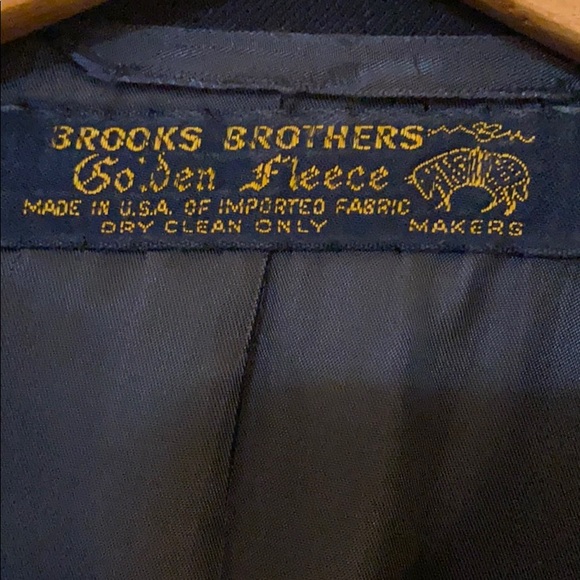 BROOKS BROTHERS
Golden Fleece
MADE IN U.S.A. OF IMPORTED FABRIC
DRY CLEAN ONLY
MAKERS